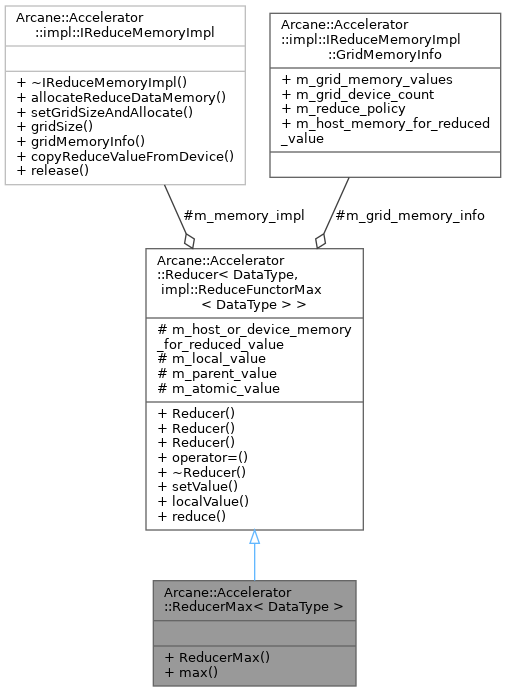 Arcane::Accelerator
::impl::IReduceMemoryImpl
+ ~IReduceMemoryImpl()
+ allocateReduceDataMemory()
+ setGridSizeAndAllocate()
+ gridSize()
+ gridMemoryInfo()
+ copyReduceValueFromDevice()
+ release()
Arcane::Accelerator
::impl::IReduceMemoryImpl
::GridMemoryInfo
+ m_grid_memory_values
+ m_grid_device_count
+ m_reduce_policy
+ m_host_memory_for_reduced
_value
#m_memory_impl
#m_grid_memory_info
Arcane::Accelerator
::Reducer< DataType,
impl::ReduceFunctorMax
< DataType > >
# m_host_or_device_memory
_for_reduced_value
# m_local_value
# m_parent_value
# m_atomic_value
+ Reducer()
+ Reducer()
+ Reducer()
+ operator=()
+ ~Reducer()
+ setValue()
+ localValue()
+ reduce()
Arcane::Accelerator
::ReducerMax< DataType >
+ ReducerMax()
+ max()